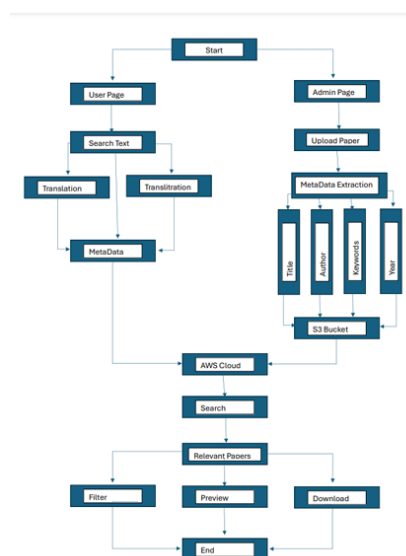 Start
User Page
Admin Page
Search Text
Upload Paper
Translation
Translitration
MetaData Extraction
Title
Author
Keywords
Year
MetaData
S3 Bucket
AWS Cloud
Search
Relevant Papers
Filter
Preview
Download
End